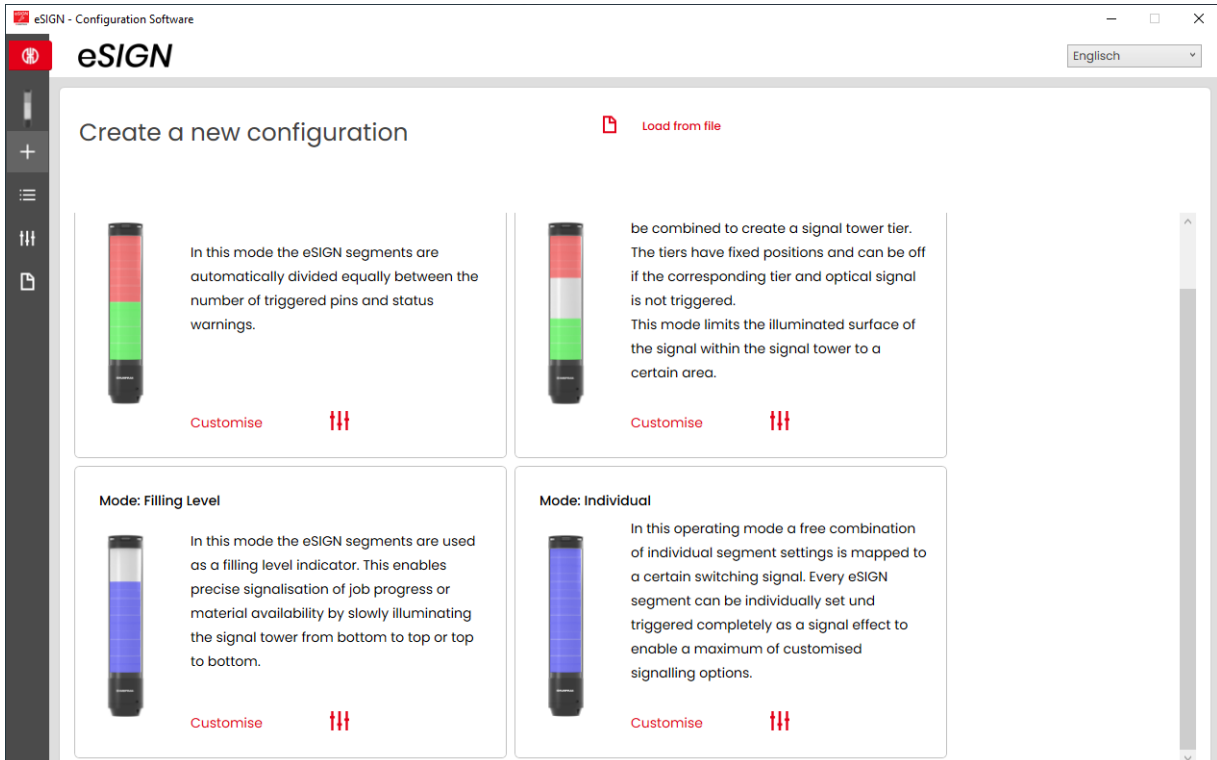 eSIGN - Configuration Software
eSIGN
Englisch
Create a new configuration
Load from file
In this mode the eSIGN segments are
automatically divided equally between the
number of triggered pins and status
warnings.
Customise
be combined to create a signal tower tier.
The tiers have fixed positions and can be off
if the corresponding tier and optical signal
is not triggered.
This mode limits the illuminated surface of
the signal within the signal tower to a
certain area.
Customise
Mode: Filling Level
In this mode the eSIGN segments are used
as a filling level indicator. This enables
precise signalisation of job progress or
material availability by slowly illuminating
the signal tower from bottom to top or top
to bottom.
Customise
Mode: Individual
In this operating mode a free combination
of individual segment settings is mapped to
a certain switching signal. Every eSIGN
segment can be individually set und
triggered completely as a signal effect to
enable a maximum of customised
signalling options.
Customise